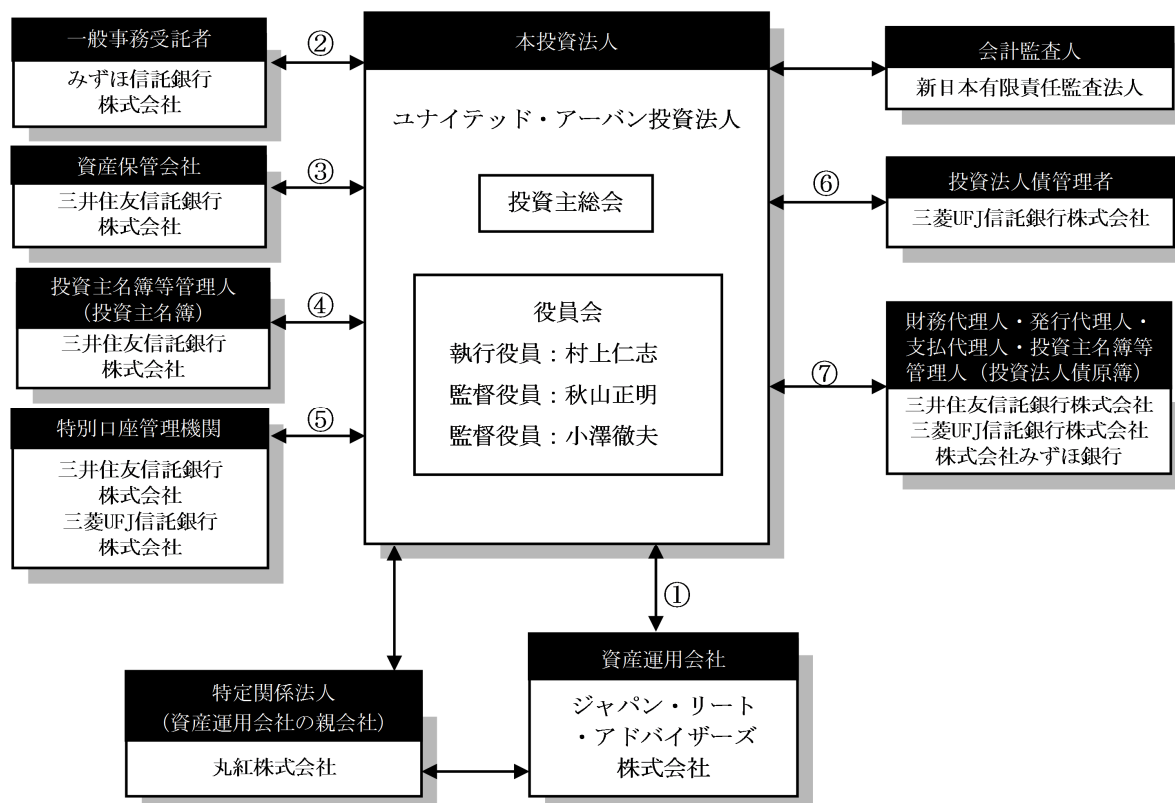 一般事務受託者
みずほ信託銀行
株式会社
②
資産保管会社
三井住友信託銀行
株式会社
③
投資主名簿等管理人
（投資主名簿）
三井住友信託銀行
株式会社
④
特別口座管理機関
三井住友信託銀行
株式会社
三菱UFJ信託銀行
株式会社
⑤
本投資法人
ユナイテッド・アーバン投資法人
投資主総会
役員会
執行役員：村上仁志
監督役員：秋山正明
監督役員：小澤徹夫
会計監査人
新日本有限責任監査法人
⑥
投資法人債管理者
三菱UFJ信託銀行株式会社
⑦
財務代理人・発行代理人・
支払代理人・投資主名簿等
管理人（投資法人債原簿）
三井住友信託銀行株式会社
三菱UFJ信託銀行株式会社
株式会社みずほ銀行
①
特定関係法人
（資産運用会社の親会社）
丸紅株式会社
資産運用会社
ジャパン・リート
・アドバイザーズ
株式会社